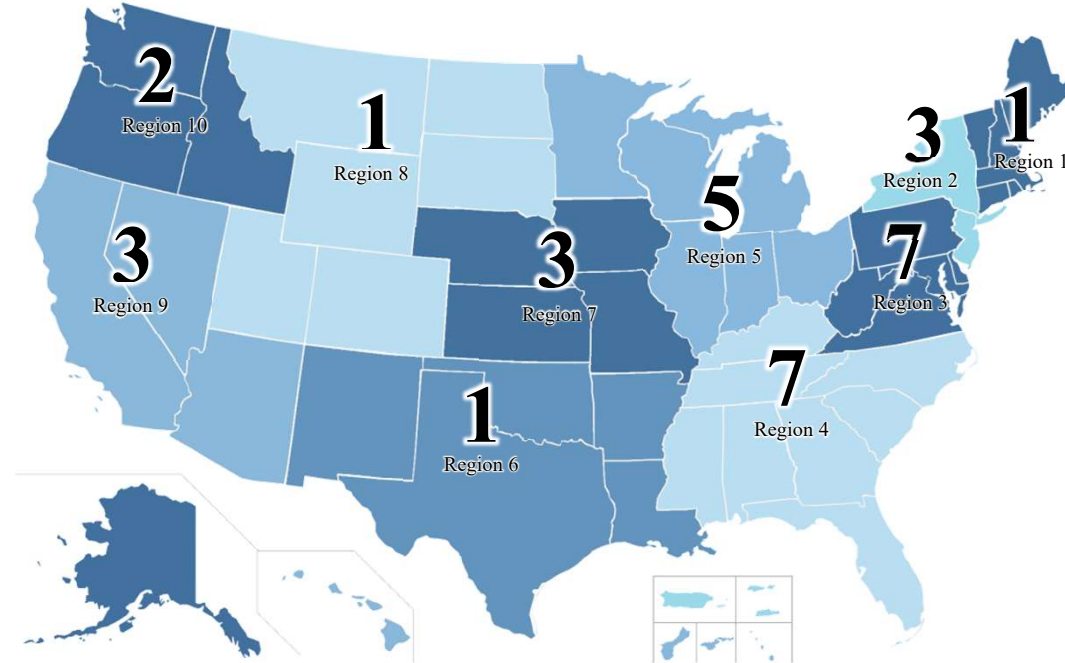 2
Region 10
1
Region 8
3
Region 2
1
Region 1
5
Region 5
7
Region 3
3
Region 9
3
Region 7
7
Region 4
1
Region 6